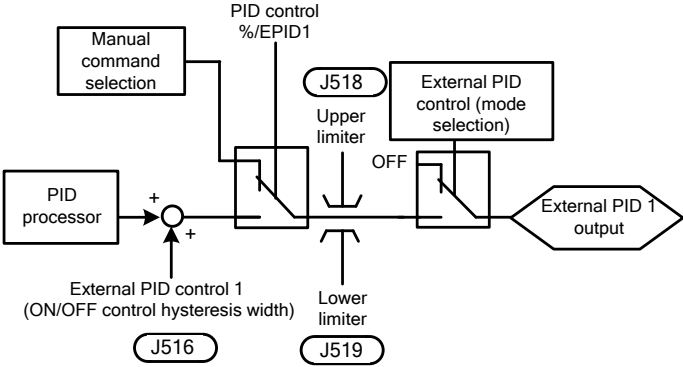 PID control
%/EPID1
Manual
command
selection
J518
Upper
limiter
External PID
control (mode
selection)
OFF
PID
processor
+
+
External PID 1
output
External PID control 1
(ON/OFF control hysteresis width)
J516
Lower
limiter
J519